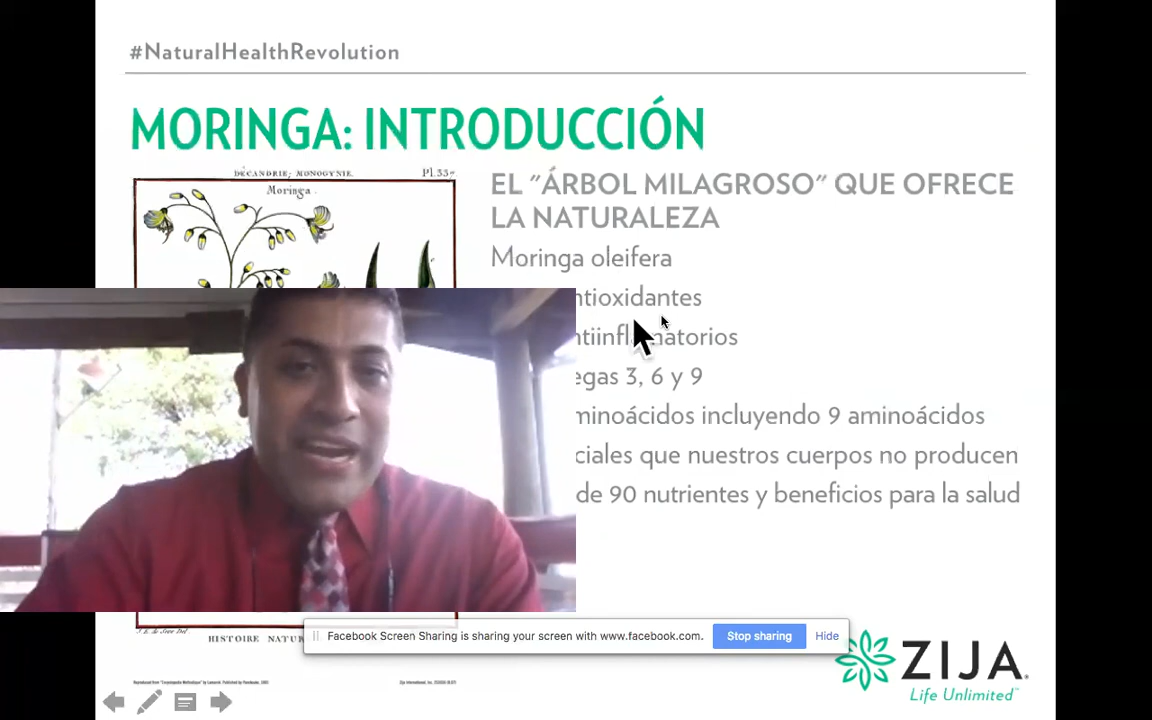 #NaturalHealthRevolution
MORINGA: INTRODUCCIÓN
DÉCANDRIE; MONOGYNIE.
Pl.337
Moringa.
EL "ÁRBOL MILAGROSO" QUE OFRECE
LA NATURALEZA
Moringa oleifera
ntioxidantes
ntiinflamatorios
egas 3, 6 y 9
minoácidos incluyendo 9 aminoácidos
ciales que nuestros cuerpos no producen
de 90 nutrientes y beneficios para la salud
HISTOIRE NATUR
Facebook Screen Sharing is sharing your screen with www.facebook.com.
Stop sharing
Hide
ZIJA
Life Unlimited